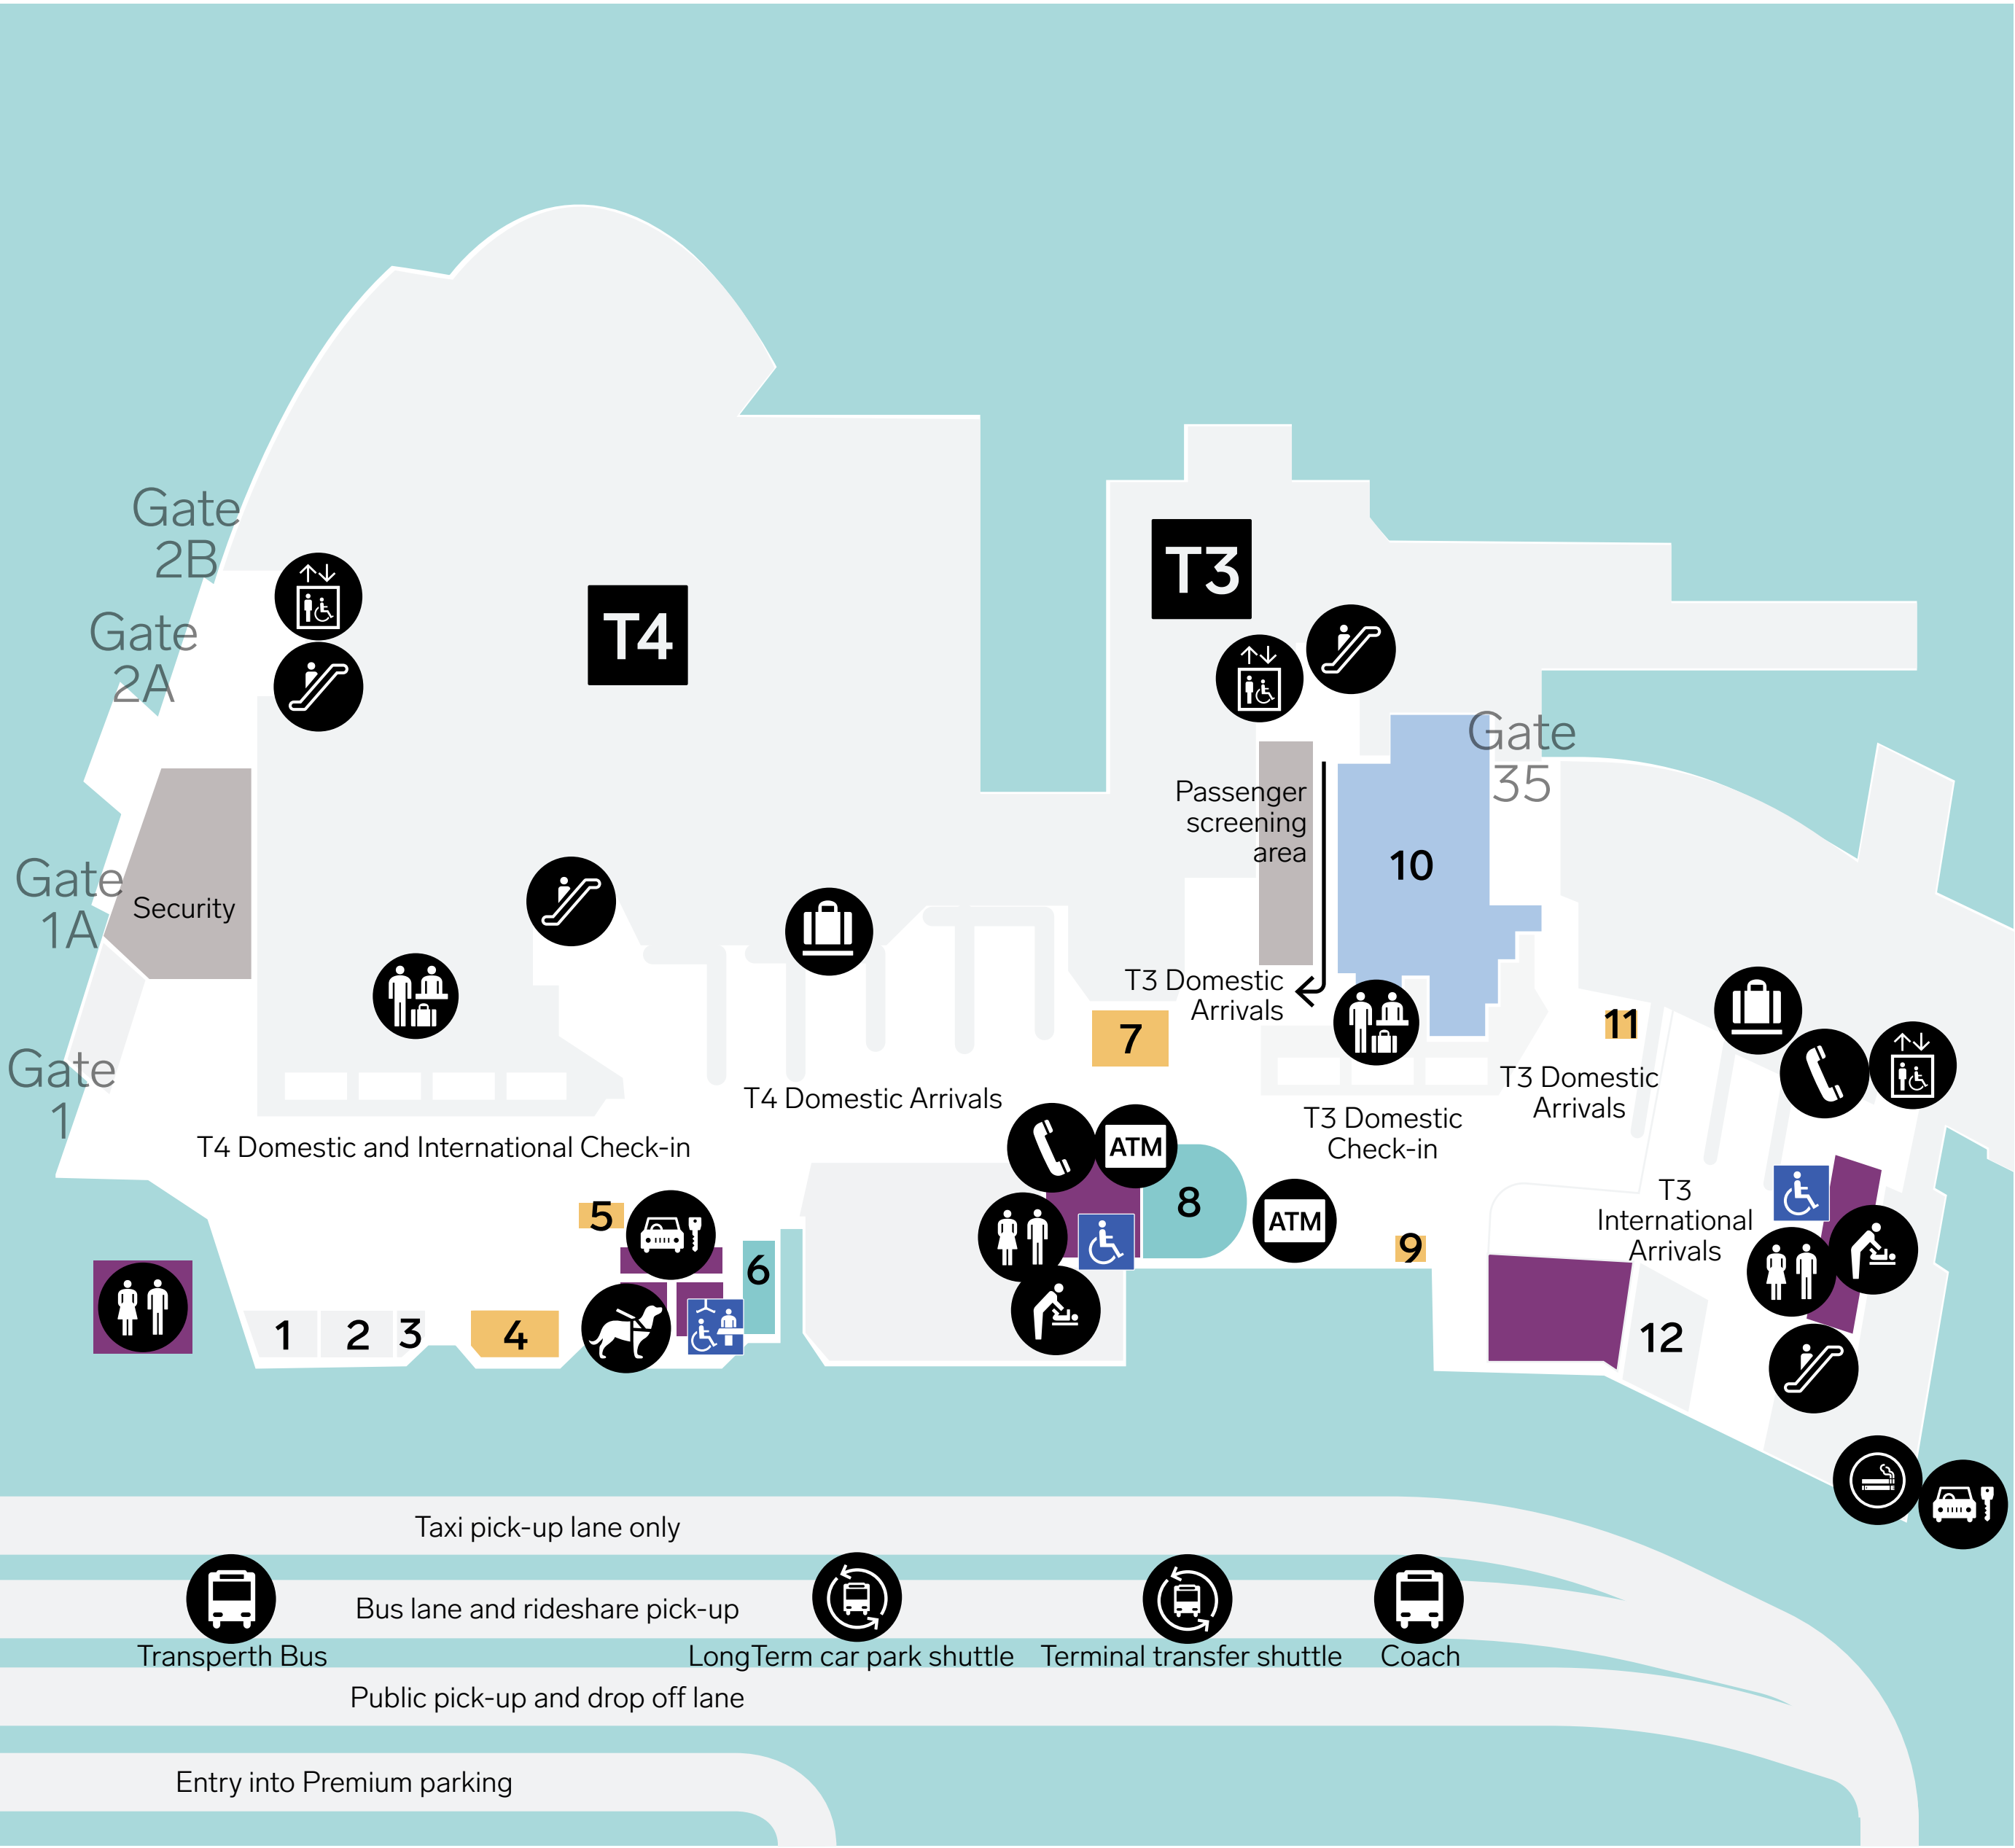 Gate
2B
Gate
2A
T4
T3
Gate
35
Passenger
screening
area
10
Gate
1A
Security
T3 Domestic
Arrivals
7
11
Gate
1
T4 Domestic Arrivals
T3 Domestic
Arrivals
T3 Domestic
Check-in
T4 Domestic and International Check-in
ATM
8
ATM
T3
International
Arrivals
5
6
9
1
2
3
4
12
Taxi pick-up lane only
Bus lane and rideshare pick-up
Transperth Bus
LongTerm car park shuttle
Terminal transfer shuttle
Coach
Public pick-up and drop off lane
Entry into Premium parking